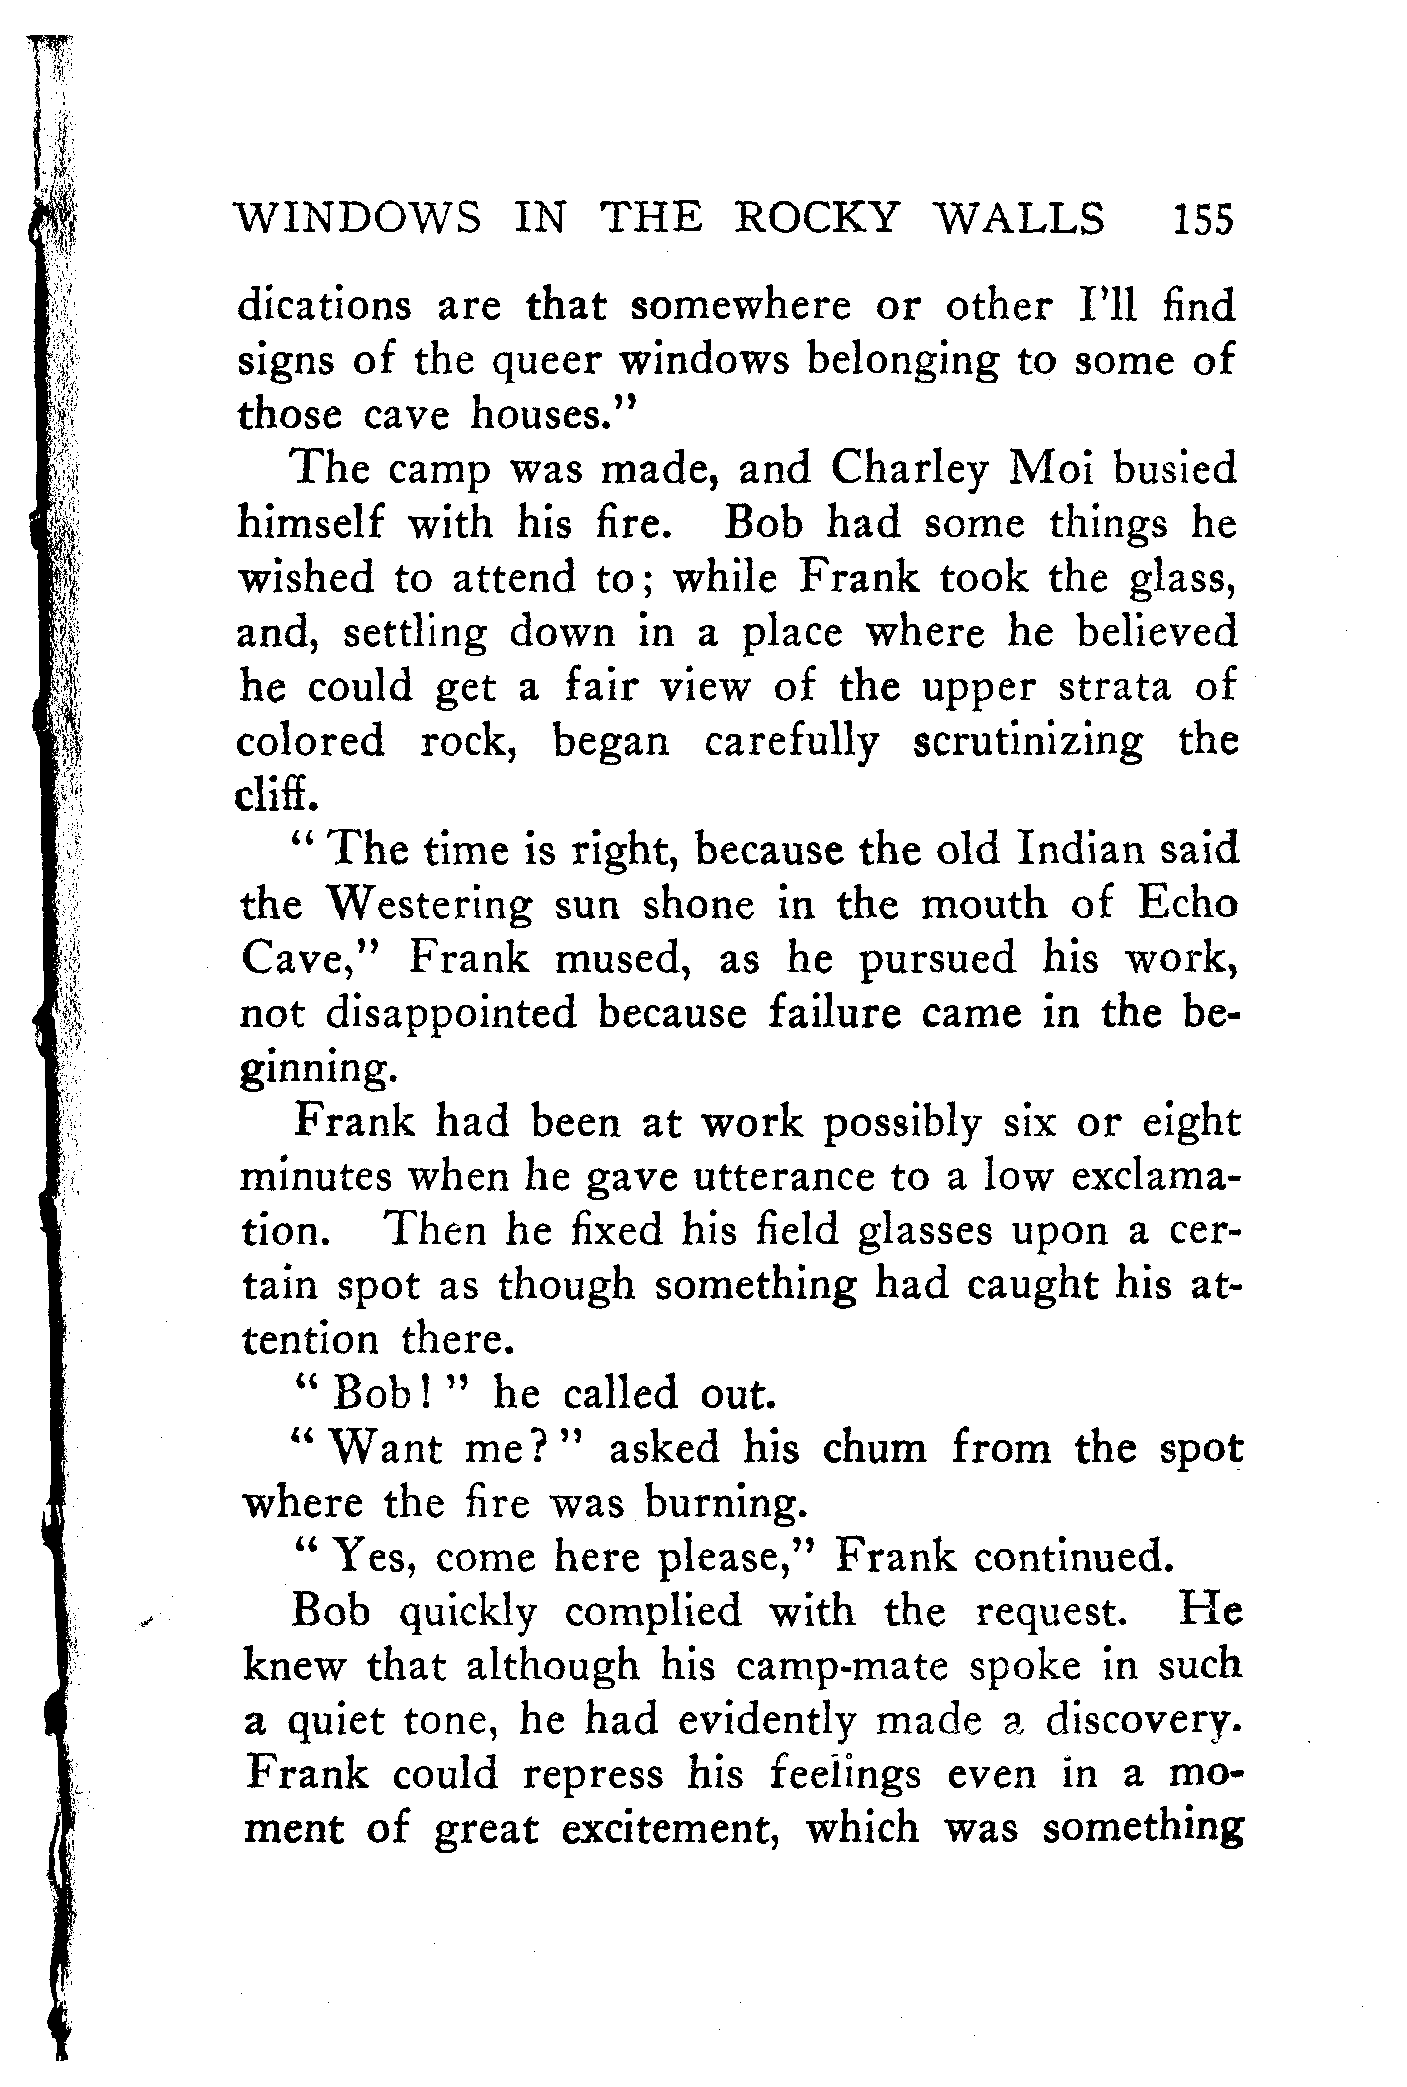 WINDOWS IN THE ROCKY WALLS 155
dications are that somewhere or other I'll find
signs of the queer windows belonging to some of
those cave houses."
The camp was made, and Charley Moi busied
himself with his fire. Bob had some things he
wished to attend to; while Frank took the glass,
and, settling down in a place where he believed
he could get a fair view of the upper strata of
colored rock, began carefully scrutinizing the
cliff.
"The time is right, because the old Indian said
the Westering sun shone in the mouth of Echo
Cave," Frank mused, as he pursued his work,
not disappointed because failure came in the be-
ginning.
Frank had been at work possibly six or eight
minutes when he gave utterance to a low exclama-
tion. Then he fixed his field glasses upon a cer-
tain spot as though something had caught his at-
tention there.
"Bob!" he called out.
"Want me?" asked his chum from the spot
where the fire was burning.
"Yes, come here please," Frank continued.
Bob quickly complied with the request. He
knew that although his camp-mate spoke in such
a quiet tone, he had evidently made a discovery.
Frank could repress his feelings even in a mo-
ment of great excitement, which was something